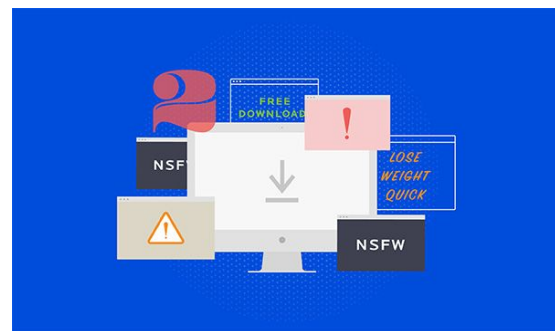 2
FREE
DOWNLOAD
!
NSF
LOSE
WEIGHT
QUICK
!
NSFW